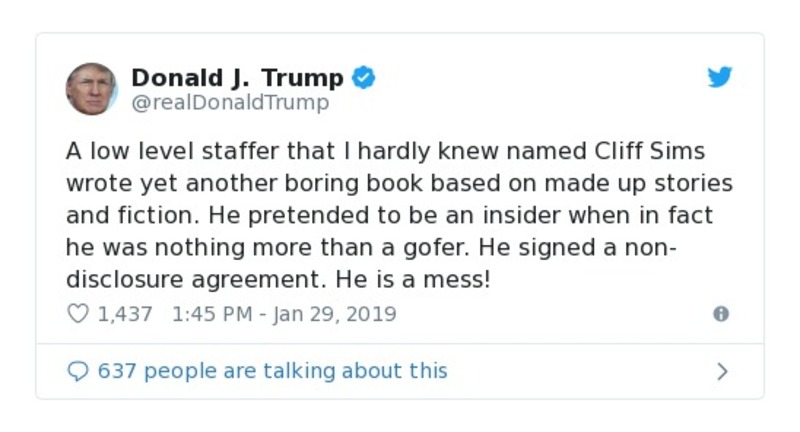 Donald J. Trump
@realDonaldTrump
A low level staffer that I hardly knew named Cliff Sims
wrote yet another boring book based on made up stories
and fiction. He pretended to be an insider when in fact
he was nothing more than a gofer. He signed a non-
disclosure agreement. He is a mess!
1,437 1:45 PM - Jan 29, 2019
637 people are talking about this